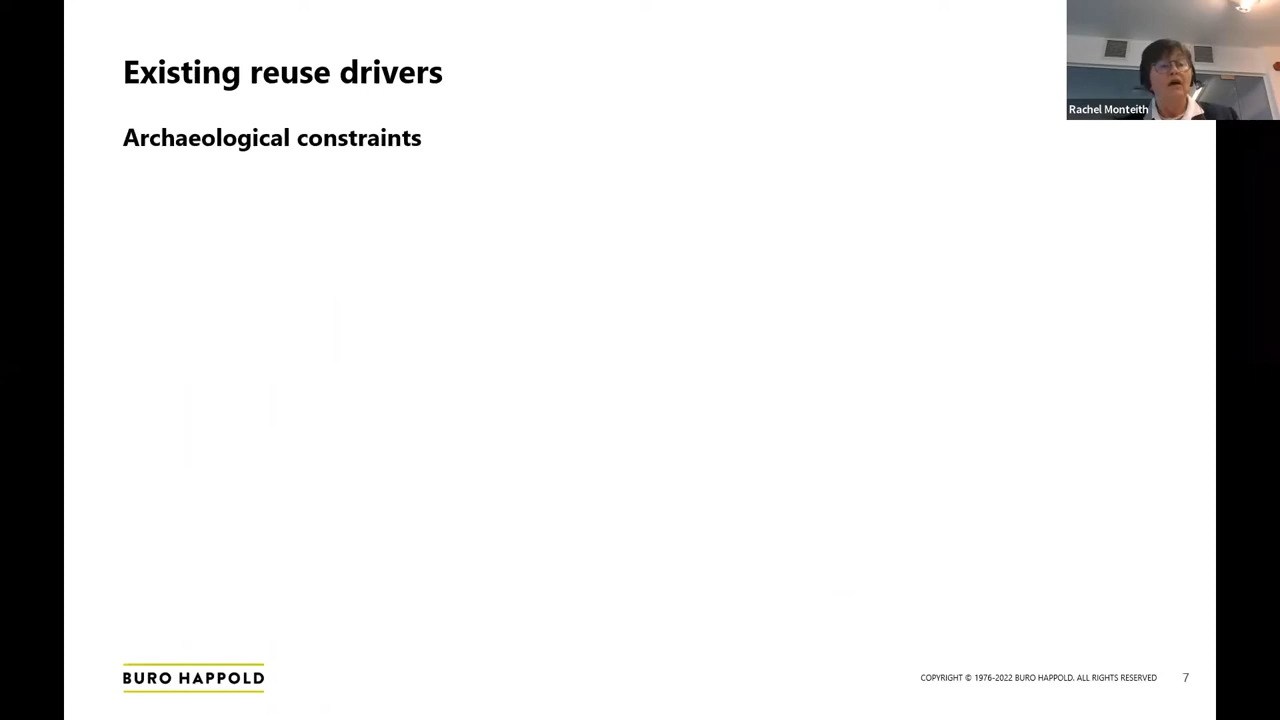 Existing reuse drivers
Rachel Monteith
Archaeological constraints
BURO HAPPOLD
COPYRIGHT © 1976-2022 BURO HAPPOLD. ALL RIGHTS RESERVED
7